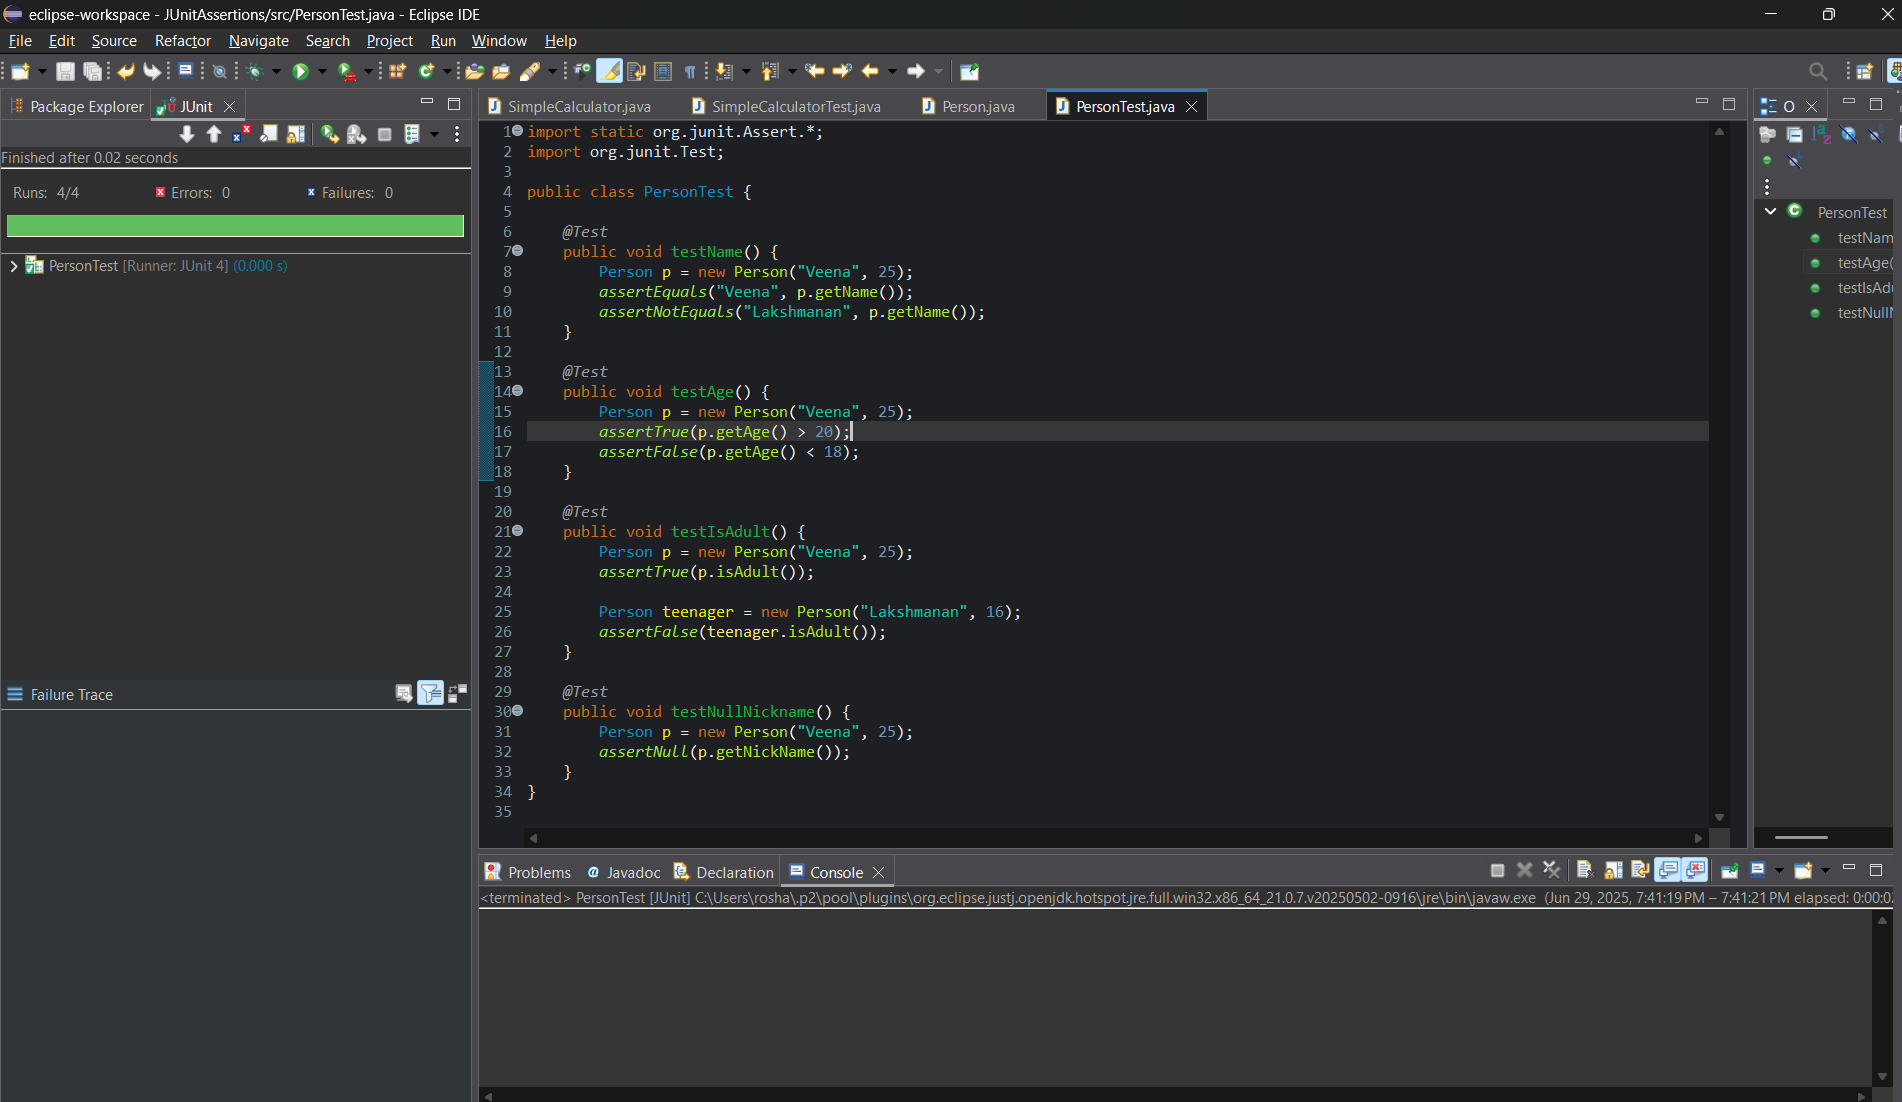 eclipse-workspace - JUnitAssertions/src/PersonTest.java - Eclipse IDE
File Edit Source Refactor Navigate Search Project Run Window Help
Package Explorer JUnit
Finished after 0.02 seconds
Runs: 4/4 Errors: 0 Failures: 0
PersonTest [Runner: JUnit 4] (0.000 s)
Failure Trace
SimpleCalculator.java SimpleCalculatorTest.java Person.java PersonTest.java
1 import static org.junit.Assert.*;
2 import org.junit.Test;
3
4 public class PersonTest {
5
6 @Test
7 public void testName() {
8 Person p = new Person("Veena", 25);
9 assertEquals("Veena", p.getName());
10 assertNotEquals("Lakshmanan", p.getName());
11 }
12
13 @Test
14 public void testAge() {
15 Person p = new Person("Veena", 25);
16 assertTrue(p.getAge() > 20);
17 assertFalse(p.getAge() < 18);
18 }
19
20 @Test
21 public void testIsAdult() {
22 Person p = new Person("Veena", 25);
23 assertTrue(p.isAdult());
24
25 Person teenager = new Person("Lakshmanan", 16);
26 assertFalse(teenager.isAdult());
27 }
28
29 @Test
30 public void testNullNickname() {
31 Person p = new Person("Veena", 25);
32 assertNull(p.getNickName());
33 }
34 }
35
O
PersonTest
testNam
testAge(
testIsAd
testNull
Problems Javadoc Declaration Console
<terminated> PersonTest [JUnit] C:\Users\rosha\.p2\pool\plugins\org.eclipse.justj.openjdk.hotspot.jre.full.win32.x86_64_21.0.7.v20250502-0916\jre\bin\javaw.exe (Jun 29, 2025, 7:41:19 PM – 7:41:21 PM elapsed: 0:00:0